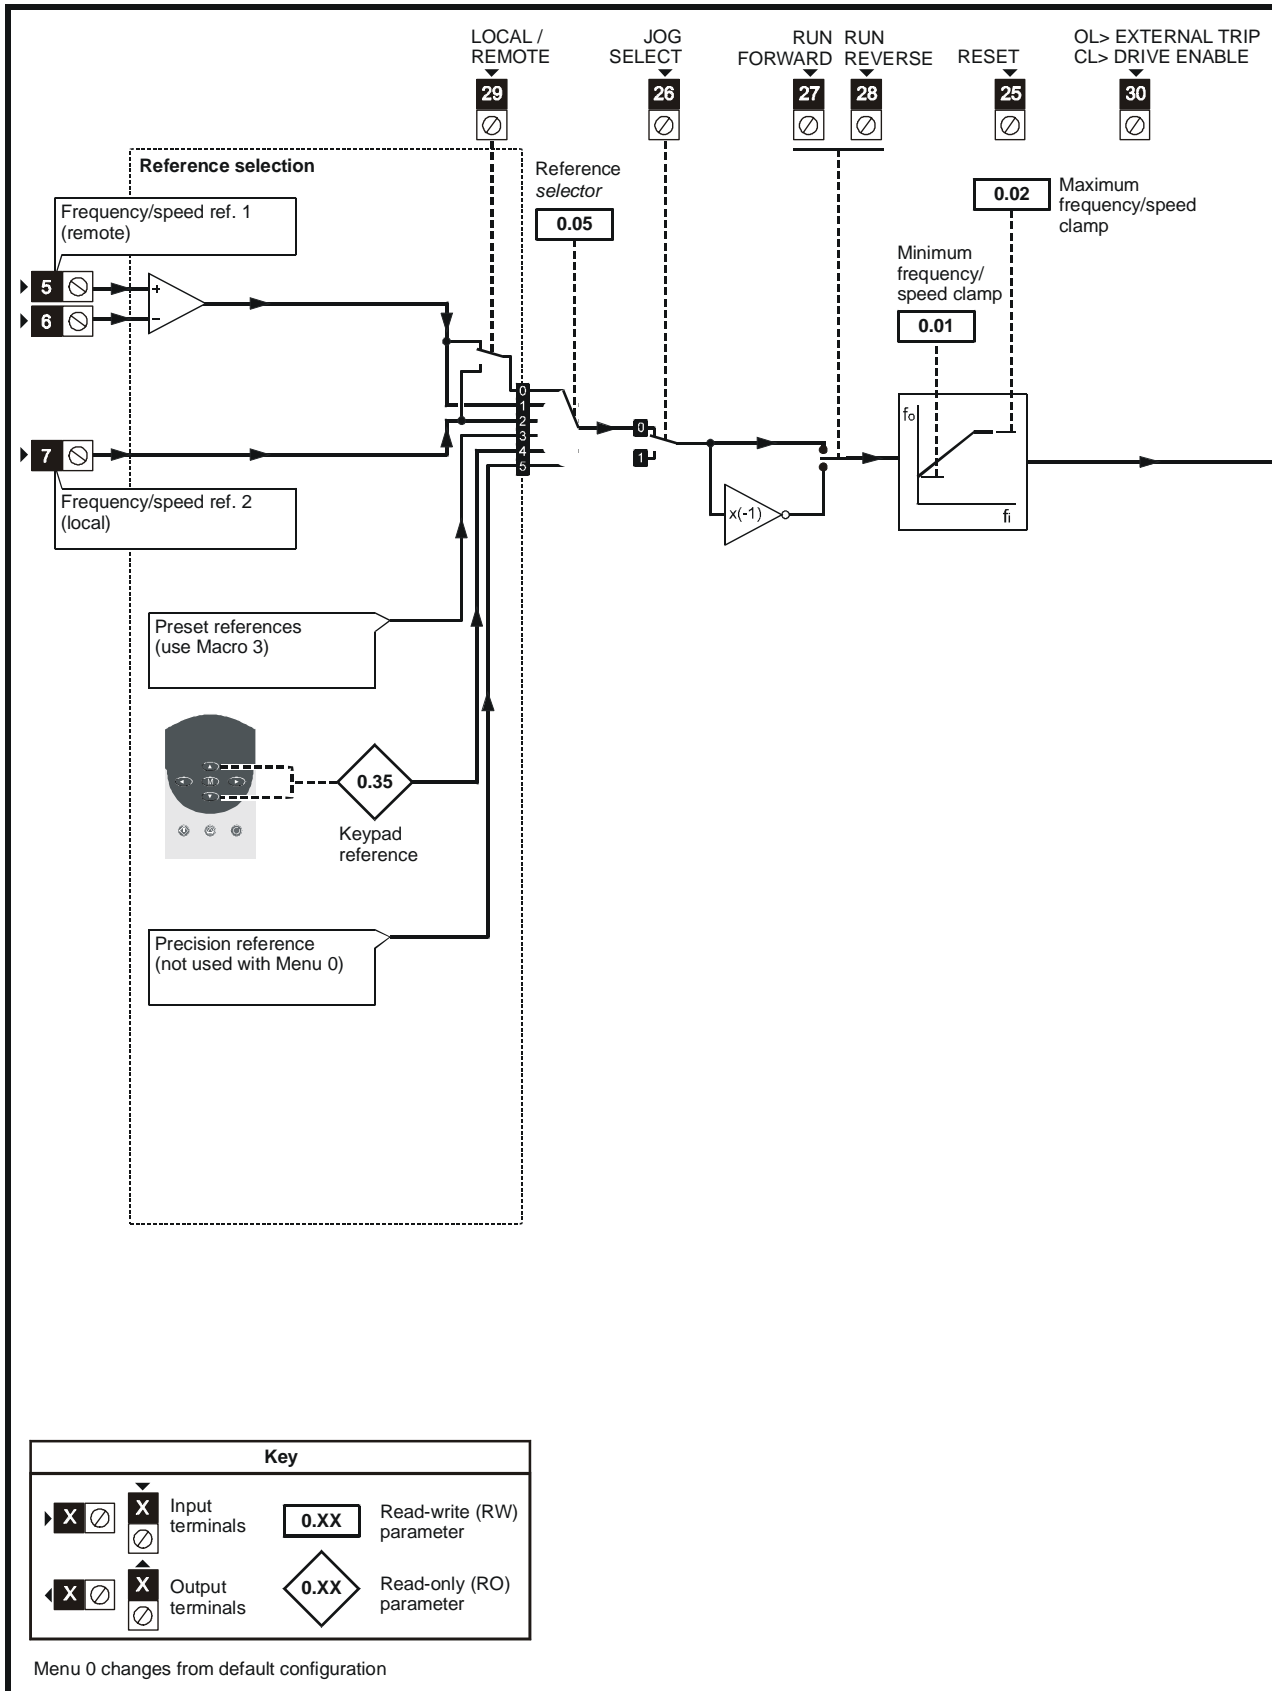 LOCAL /
REMOTE
JOG
SELECT
RUN
FORWARD
RUN
REVERSE
RESET
OL> EXTERNAL TRIP
CL> DRIVE ENABLE
29
26
27
28
25
30
Reference selection
Reference
selector
0.05
0.02
Maximum
frequency/speed
clamp
Minimum
frequency/
speed clamp
0.01
Frequency/speed ref. 1
(remote)
5
6
+
−
0
1
2
3
4
5
0
1
7
Frequency/speed ref. 2
(local)
x(-1)
fo
fi
Preset references
(use Macro 3)
M
0.35
Keypad
reference
Precision reference
(not used with Menu 0)
Key
X
X
Input
terminals
0.XX
Read-write (RW)
parameter
X
X
Output
terminals
0.XX
Read-only (RO)
parameter
Menu 0 changes from default configuration